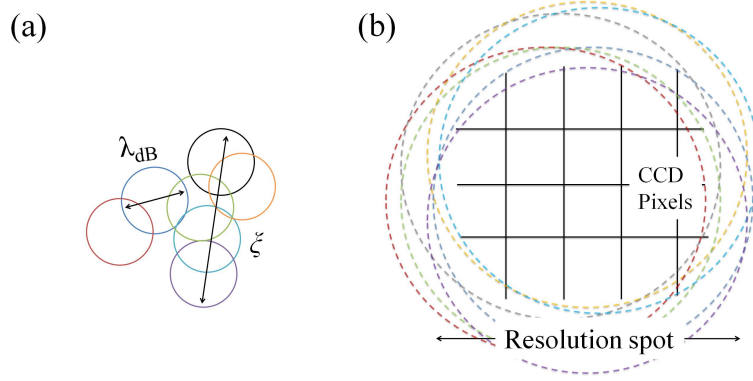 (a)
(b)
λdB
ξ
CCD
Pixels
Resolution spot